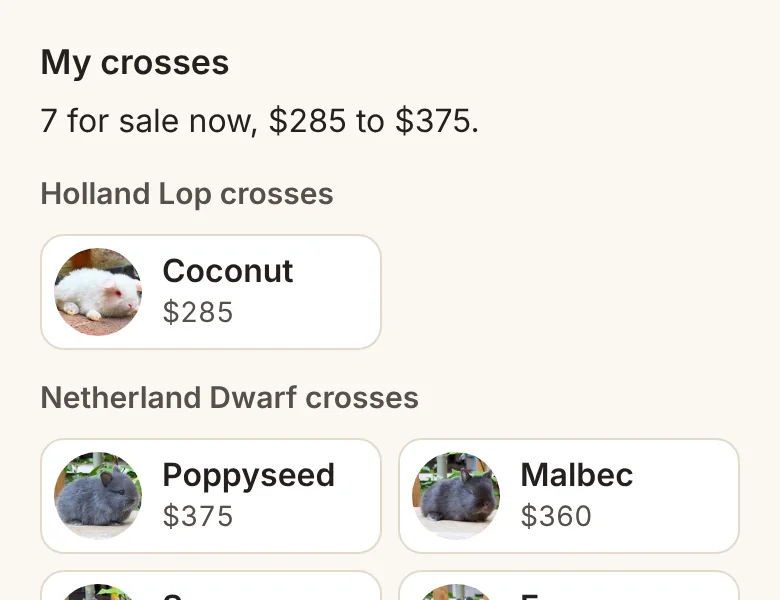 My crosses
7 for sale now, $285 to $375.
Holland Lop crosses
Coconut
$285
Netherland Dwarf crosses
Poppyseed
$375
Malbec
$360